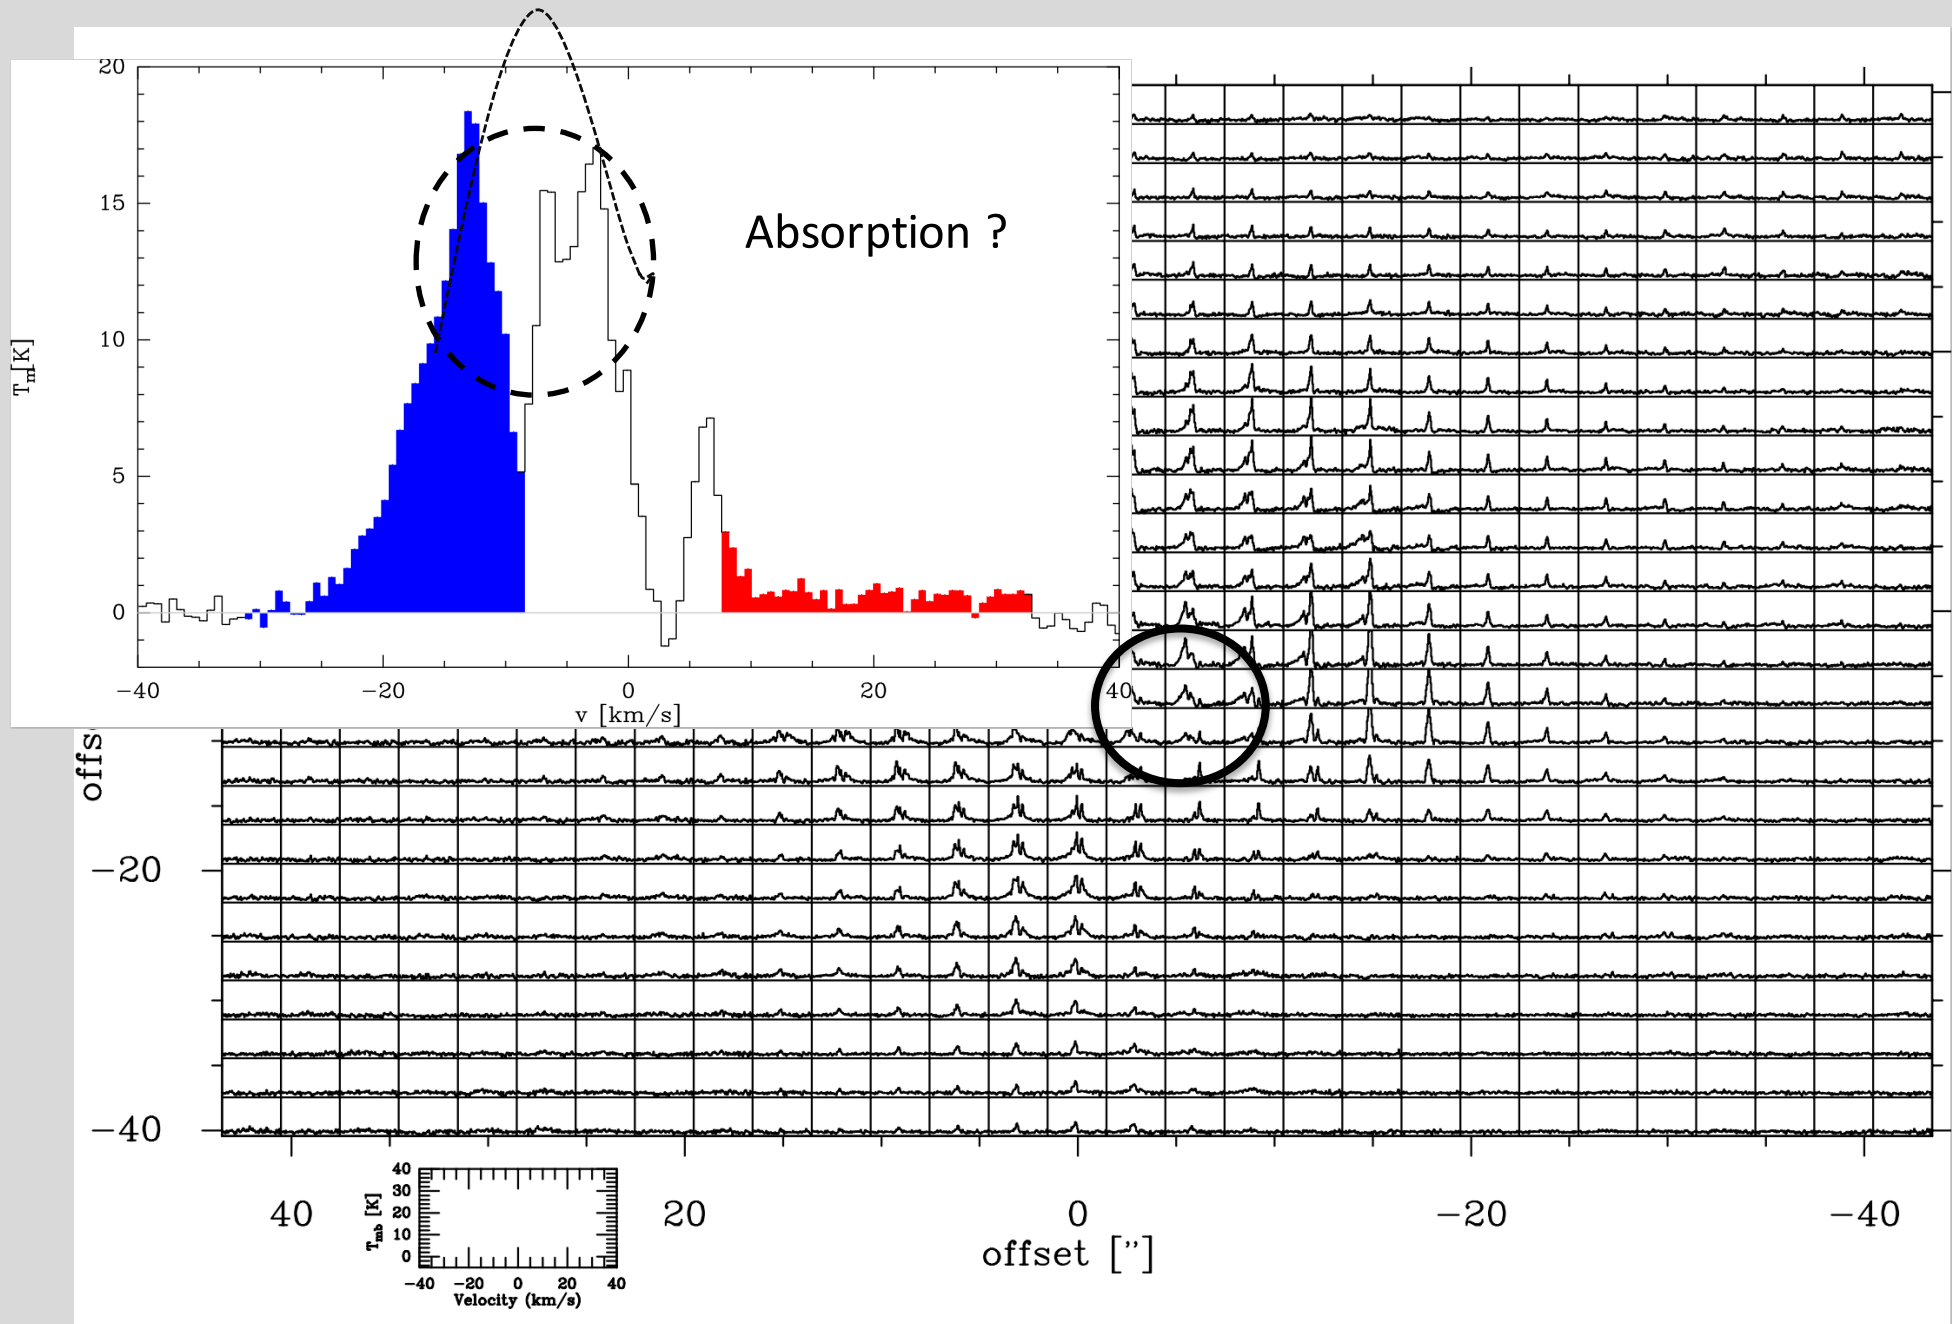 20
15
10
5
0
T_m[K]
−40 −20 0 20 40
v [km/s]
Absorption ?
offs
−20
−40
40 20 0 −20 −40
offset ["]
40
30
20
10
0
T_mb [K]
−40 −20 0 20 40
Velocity (km/s)